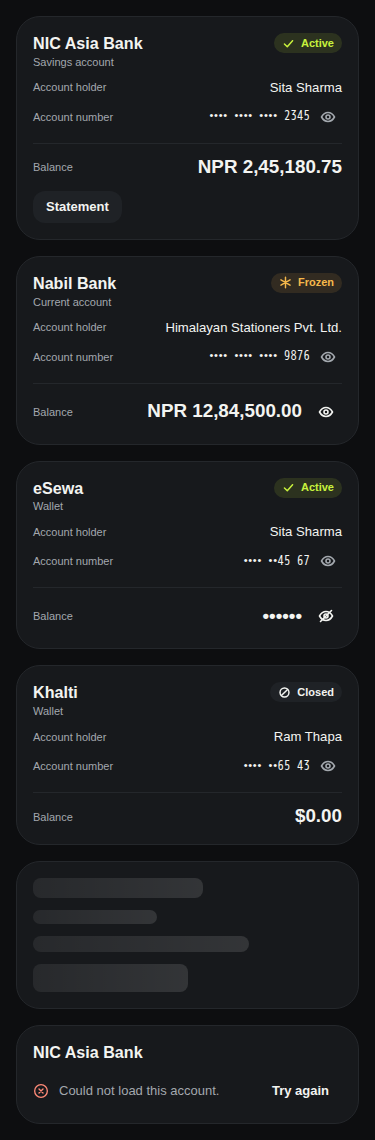 NIC Asia Bank
Active
Savings account
Account holder
Sita Sharma
Account number
•••• •••• •••• 2345
Balance
NPR 2,45,180.75
Statement
Nabil Bank
Frozen
Current account
Account holder
Himalayan Stationers Pvt. Ltd.
Account number
•••• •••• •••• 9876
Balance
NPR 12,84,500.00
eSewa
Active
Wallet
Account holder
Sita Sharma
Account number
•••• ••45 67
Balance
••••••
Khalti
Closed
Wallet
Account holder
Ram Thapa
Account number
•••• ••65 43
Balance
$0.00
NIC Asia Bank
Could not load this account.
Try again